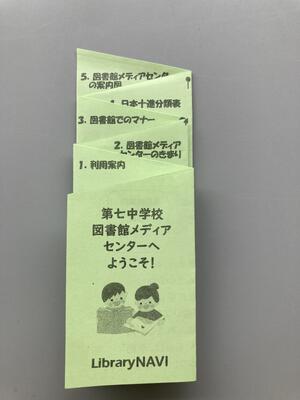 5. 図書館メディアセンター
の案内図
4. 日本十進分類表
3. 図書館でのマナー
2. 図書館メディア
センターのきまり
1. 利用案内
第七中学校
図書館メディア
センターへ
ようこそ!
LibraryNAVI